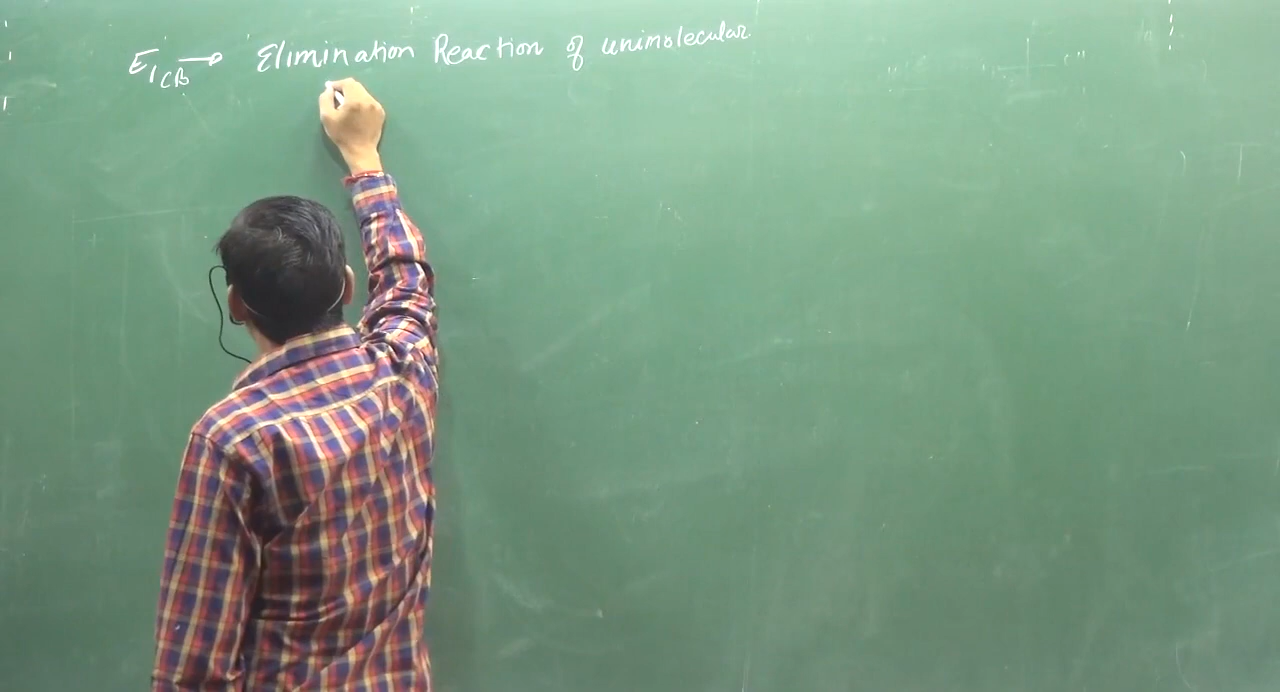 E1CB → Elimination Reaction of unimolecular